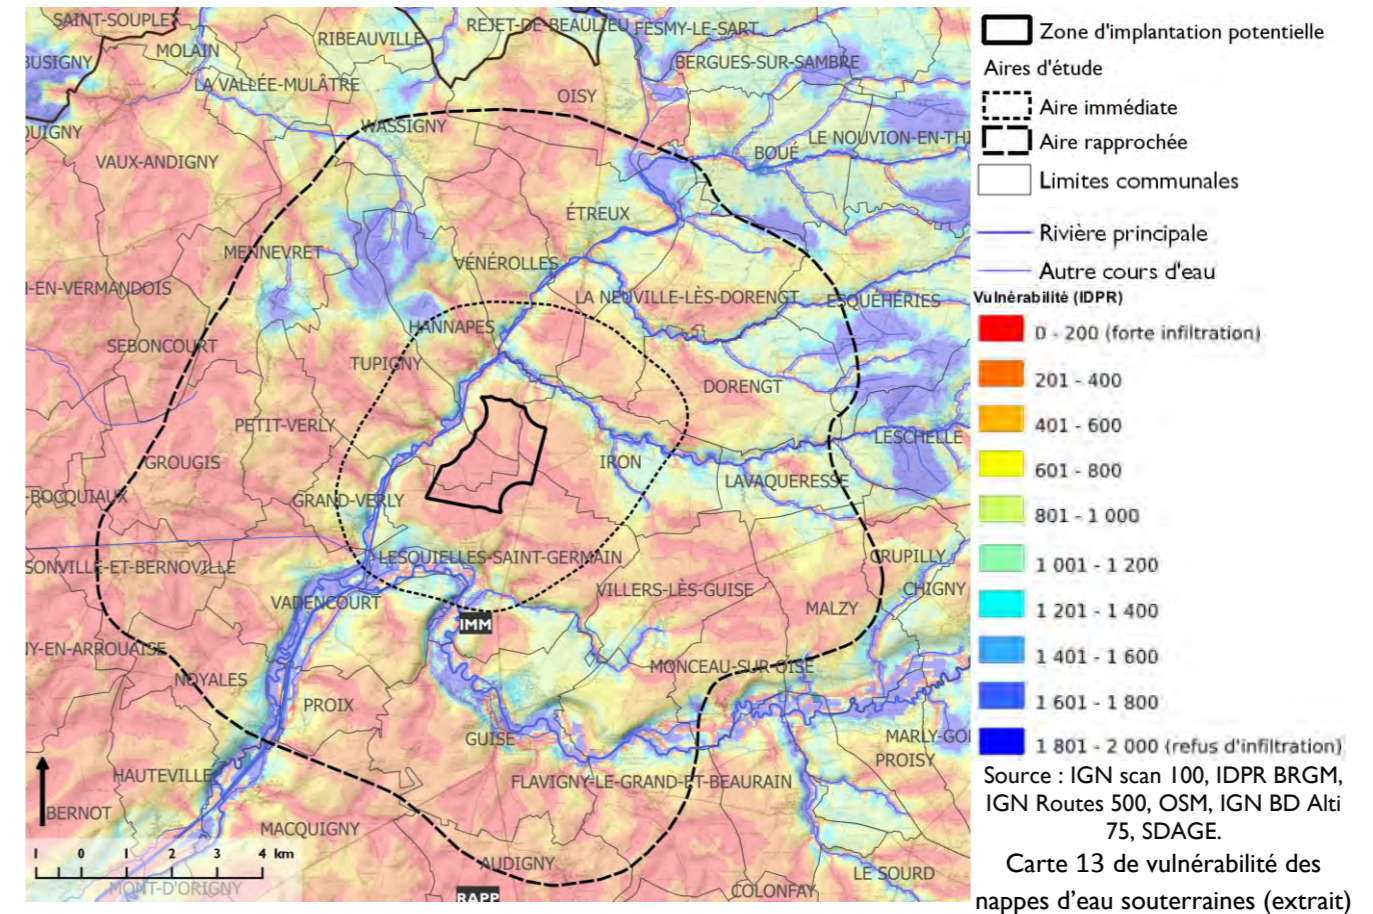 SAINT-SOUPLET
MOLAIN
RIBEAUVILLE
REJET-DE-BEAULIEU
FESMY-LE-SART
BUSIGNY
BERGUES-SUR-SAMBRE
LA VALLÉE-MULÂTRE
OISY
WASSIGNY
LE NOUVION-EN-THI
BOUÉ
VAUX-ANDIGNY
ÉTREUX
MENNEVRET
VÉNÉROLLES
-EN-VERMANDOIS
LA NEUVILLE-LÈS-DORENGT
ESQUÉHÉRIES
HANNAPES
SEBONCOURT
TUPIGNY
DORENGT
PETIT-VERLY
LESCHELLE
GROUGIS
IRON
LAVAQUERESSE
-BOCQUIAUX
GRAND-VERLY
LESQUIELLES-SAINT-GERMAIN
CRUPILLY
SONVILLE-ET-BERNOVILLE
VILLERS-LÈS-GUISE
CHIGNY
VADENCOURT
MALZY
IMM
Y-EN-ARROUAISE
MONCEAU-SUR-OISE
NOYALES
PROIX
GUISE
MARLY-GO
PROISY
HAUTEVILLE
FLAVIGNY-LE-GRAND-ET-BEAURAIN
BERNOT
MACQUIGNY
1 0 1 2 3 4 km
AUDIGNY
LE SOURD
MONT-D'ORIGNY
RAPP
COLONFAY
Zone d'implantation potentielle
Aires d'étude
Aire immédiate
Aire rapprochée
Limites communales
Rivière principale
Autre cours d'eau
Vulnérabilité (IDPR)
0 - 200 (forte infiltration)
201 - 400
401 - 600
601 - 800
801 - 1 000
1 001 - 1 200
1 201 - 1 400
1 401 - 1 600
1 601 - 1 800
1 801 - 2 000 (refus d'infiltration)
Source : IGN scan 100, IDPR BRGM,
IGN Routes 500, OSM, IGN BD Alti
75, SDAGE.
Carte 13 de vulnérabilité des
nappes d'eau souterraines (extrait)